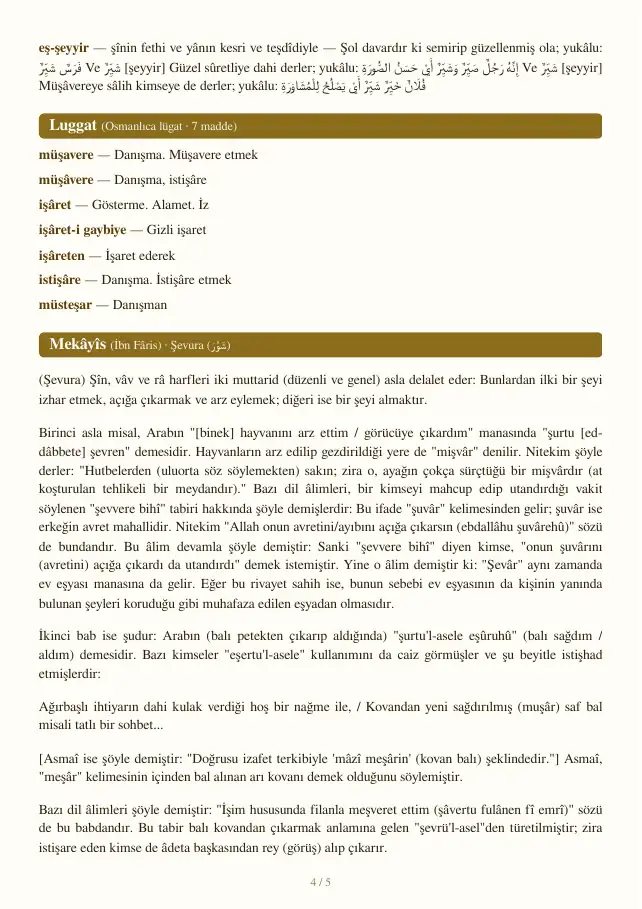 eş-şeyyir — şînin fethi ve yânın kesri ve teşdîdiyle — Şol davardır ki semirip güzellenmiş ola; yukâlu:
فَرَسٌ شَيِّرٌ Ve شَيِّرٌ [şeyyir] Güzel sûretliye dahi derler; yukâlu: إِنَّهُ رَجُلٌ صَيِّرٌ وَشَيِّرٌ أَيْ حَسَنُ الصُّورَةِ Ve شَيِّرٌ [şeyyir]
Müşâvereye sâlih kimseye de derler; yukâlu: فُلَانٌ خَيِّرٌ شَيِّرٌ أَيْ يَصْلُحُ لِلْمُشَاوَرَةِ
Luggat (Osmanlıca lügat · 7 madde)
müşavere — Danışma. Müşavere etmek
müşâvere — Danışma, istişâre
işâret — Gösterme. Alamet. İz
işâret-i gaybiye — Gizli işaret
işâreten — İşaret ederek
istişâre — Danışma. İstişâre etmek
müsteşar — Danışman
Mekâyîs (İbn Fâris) · Şevura (شَوُرَ)
(Şevura) Şîn, vâv ve râ harfleri iki muttarid (düzenli ve genel) asla delalet eder: Bunlardan ilki bir şeyi
izhar etmek, açığa çıkarmak ve arz eylemek; diğeri ise bir şeyi almaktır.
Birinci asla misal, Arabın "[binek] hayvanını arz ettim / görücüye çıkardım" manasında "şurtu [ed-
dâbbete] şevren" demesidir. Hayvanların arz edilip gezdirildiği yere de "mişvâr" denilir. Nitekim şöyle
derler: "Hutbelerden (uluorta söz söylemekten) sakın; zira o, ayağın çokça sürçtüğü bir mişvârdır (at
koşturulan tehlikeli bir meydandır)." Bazı dil âlimleri, bir kimseyi mahcup edip utandırdığı vakit
söylenen "şevvere bihî" tabiri hakkında şöyle demişlerdir: Bu ifade "şuvâr" kelimesinden gelir; şuvâr ise
erkeğin avret mahallidir. Nitekim "Allah onun avretini/ayıbını açığa çıkarsın (ebdallâhu şuvârehû)" sözü
de bundandır. Bu âlim devamla şöyle demiştir: Sanki "şevvere bihî" diyen kimse, "onun şuvârını
(avretini) açığa çıkardı da utandırdı" demek istemiştir. Yine o âlim demiştir ki: "Şevâr" aynı zamanda
ev eşyası manasına da gelir. Eğer bu rivayet sahih ise, bunun sebebi ev eşyasının da kişinin yanında
bulunan şeyleri koruduğu gibi muhafaza edilen eşyadan olmasıdır.
İkinci bab ise şudur: Arabın (balı petekten çıkarıp aldığında) "şurtu'l-asele eşûruhû" (balı sağdım /
aldım) demesidir. Bazı kimseler "eşertu'l-asele" kullanımını da caiz görmüşler ve şu beyitle istişhad
etmişlerdir:
Ağırbaşlı ihtiyarın dahi kulak verdiği hoş bir nağme ile, / Kovandan yeni sağdırılmış (muşâr) saf bal
misali tatlı bir sohbet...
[Asmaî ise şöyle demiştir: "Doğrusu izafet terkibiyle 'mâzî meşârin' (kovan balı) şeklindedir."] Asmaî,
"meşâr" kelimesinin içinden bal alınan arı kovanı demek olduğunu söylemiştir.
Bazı dil âlimleri şöyle demiştir: "İşim hususunda filanla meşveret ettim (şâvertu fulânen fî emrî)" sözü
de bu babdandır. Bu tabir balı kovandan çıkarmak anlamına gelen "şevrü'l-asel"den türetilmiştir; zira
istişare eden kimse de âdeta başkasından rey (görüş) alıp çıkarır.
4 / 5